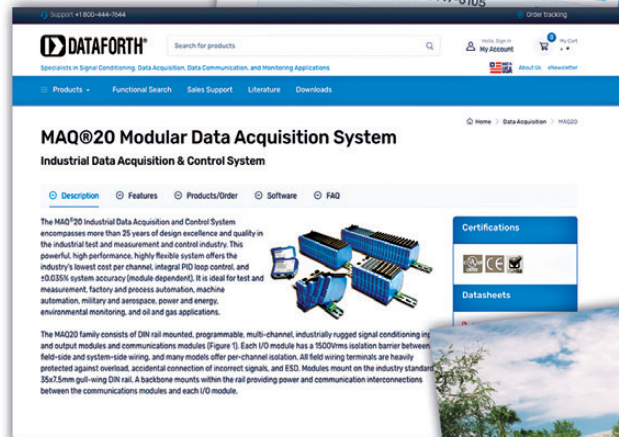 Support +1 800-444-7644
Order tracking
DATAFORTH®
Search for products
Hello, Sign in
My Account
0
My Cart
Specialists in Signal Conditioning, Data Acquisition, Data Communication, and Monitoring Applications
USA
About Us
eNewsletter
Products
Functional Search
Sales Support
Literature
Downloads
Home > Data Acquisition > MAQ20
MAQ®20 Modular Data Acquisition System
Industrial Data Acquisition & Control System
Description
Features
Products/Order
Software
FAQ
The MAQ®20 Industrial Data Acquisition and Control System
encompasses more than 25 years of design excellence and quality in
the industrial test and measurement and control industry. This
powerful, high performance, highly flexible system offers the
industry's lowest cost per channel, integral PID loop control, and
±0.035% system accuracy (module dependent). It is ideal for test and
measurement, factory and process automation, machine
automation, military and aerospace, power and energy,
environmental monitoring, and oil and gas applications.
Certifications
CE
Datasheets
The MAQ20 family consists of DIN rail mounted, programmable, multi-channel, industrially rugged signal conditioning
and output modules and communications modules (Figure 1). Each I/O module has a 1500Vrms isolation barrier between
field-side and system-side wiring, and many models offer per-channel isolation. All field wiring terminals are heavily
protected against overload, accidental connection of incorrect signals, and ESD. Modules mount on the industry standard
35x7.5mm gull-wing DIN rail. A backbone mounts within the rail providing power and communication interconnections
between the communications modules and each I/O module.